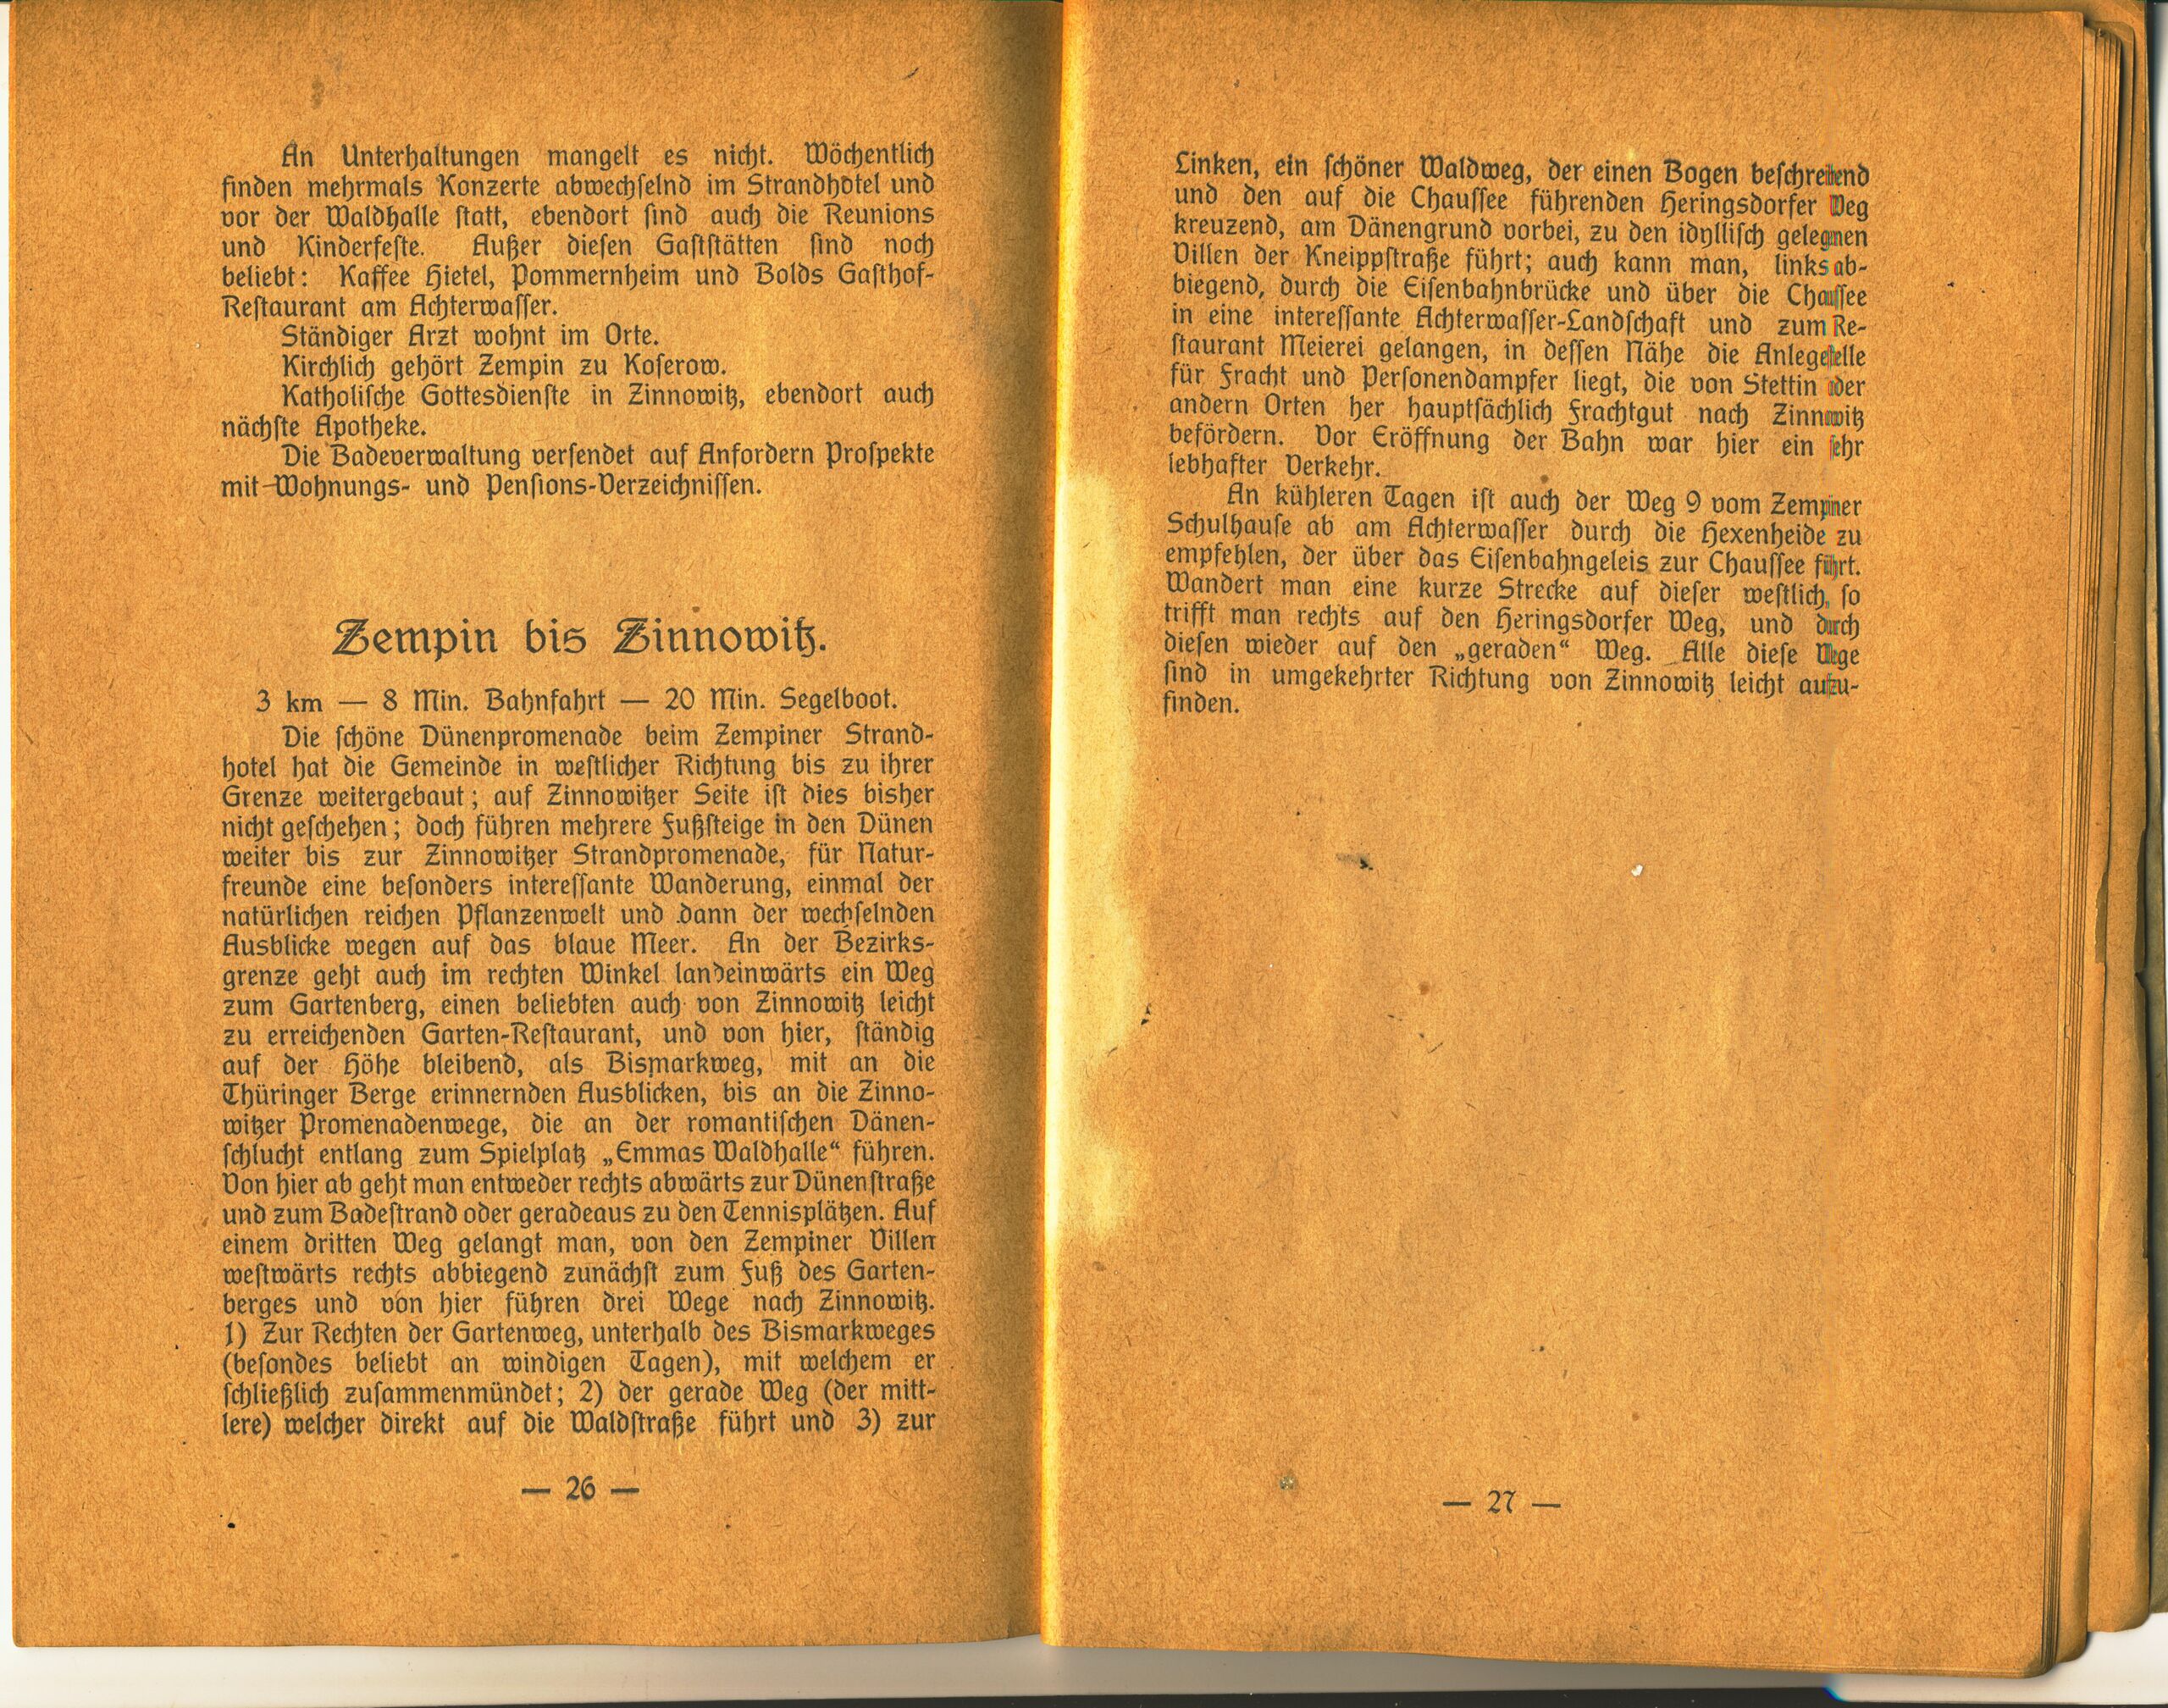 An Unterhaltungen mangelt es nicht. Wöchentlich
finden mehrmals Konzerte abwechſelnd im Strandhotel und
vor der Waldhalle ſtatt, ebendort ſind auch die Reunions
und Kinderfeſte. Außer dieſen Gaſtſtätten ſind noch
beliebt: Kaffee Hietel, Pommernheim und Bolds Gaſthof-
Reſtaurant am Achterwaſſer.
Ständiger Arzt wohnt im Orte.
Kirchlich gehört Zempin zu Koſerow.
Katholiſche Gottesdienſte in Zinnowitz, ebendort auch
nächſte Apotheke.
Die Badeverwaltung verſendet auf Anfordern Proſpekte
mit Wohnungs- und Penſions-Verzeichniſſen.
Zempin bis Zinnowitz.
3 km — 8 Min. Bahnfahrt — 20 Min. Segelboot.
Die ſchöne Dünenpromenade beim Zempiner Strand-
hotel hat die Gemeinde in weſtlicher Richtung bis zu ihrer
Grenze weitergebaut; auf Zinnowitzer Seite iſt dies bisher
nicht geſchehen; doch führen mehrere Fußſteige in den Dünen
weiter bis zur Zinnowitzer Strandpromenade, für Natur-
freunde eine beſonders intereſſante Wanderung, einmal der
natürlichen reichen Pflanzenwelt und dann der wechſelnden
Ausblicke wegen auf das blaue Meer. An der Bezirks-
grenze geht auch im rechten Winkel landeinwärts ein Weg
zum Gartenberg, einen beliebten auch von Zinnowitz leicht
zu erreichenden Garten-Reſtaurant, und von hier, ſtändig
auf der Höhe bleibend, als Bismarkweg, mit an die
Thüringer Berge erinnernden Ausblicken, bis an die Zinno-
witzer Promenadenwege, die an der romantiſchen Dänen-
ſchlucht entlang zum Spielplatz „Emmas Waldhalle“ führen.
Von hier ab geht man entweder rechts abwärts zur Dünenſtraße
und zum Badeſtrand oder geradeaus zu den Tennisplätzen. Auf
einem dritten Weg gelangt man, von den Zempiner Villen
weſtwärts rechts abbiegend zunächſt zum Fuß des Garten-
berges und von hier führen drei Wege nach Zinnowitz.
1) Zur Rechten der Gartenweg, unterhalb des Bismarkweges
(beſondes beliebt an windigen Tagen), mit welchem er
ſchließlich zuſammenmündet; 2) der gerade Weg (der mitt-
lere) welcher direkt auf die Waldſtraße führt und 3) zur
— 26 —
Linken, ein ſchöner Waldweg, der einen Bogen beſchreibend
und den auf die Chauſſee führenden Heringsdorfer Weg
kreuzend, am Dänengrund vorbei, zu den idylliſch gelegnen
Villen der Kneippſtraße führt; auch kann man, links ab-
biegend, durch die Eiſenbahnbrücke und über die Chauſſee
in eine intereſſante Achterwaſſer-Landſchaft und zum Re-
ſtaurant Meierei gelangen, in deſſen Nähe die Anlegeſtelle
für Fracht und Perſonendampfer liegt, die von Stettin oder
andern Orten her hauptſächlich Frachtgut nach Zinnowitz
befördern. Vor Eröffnung der Bahn war hier ein ſehr
lebhafter Verkehr.
An kühleren Tagen iſt auch der Weg 9 vom Zempiner
Schulhauſe ab am Achterwaſſer durch die Hexenheide zu
empfehlen, der über das Eiſenbahngeleis zur Chauſſee führt.
Wandert man eine kurze Strecke auf dieſer weſtlich, ſo
trifft man rechts auf den Heringsdorfer Weg, und durch
dieſen wieder auf den „geraden“ Weg. Alle dieſe Wege
ſind in umgekehrter Richtung von Zinnowitz leicht aufzu-
finden.
— 27 —